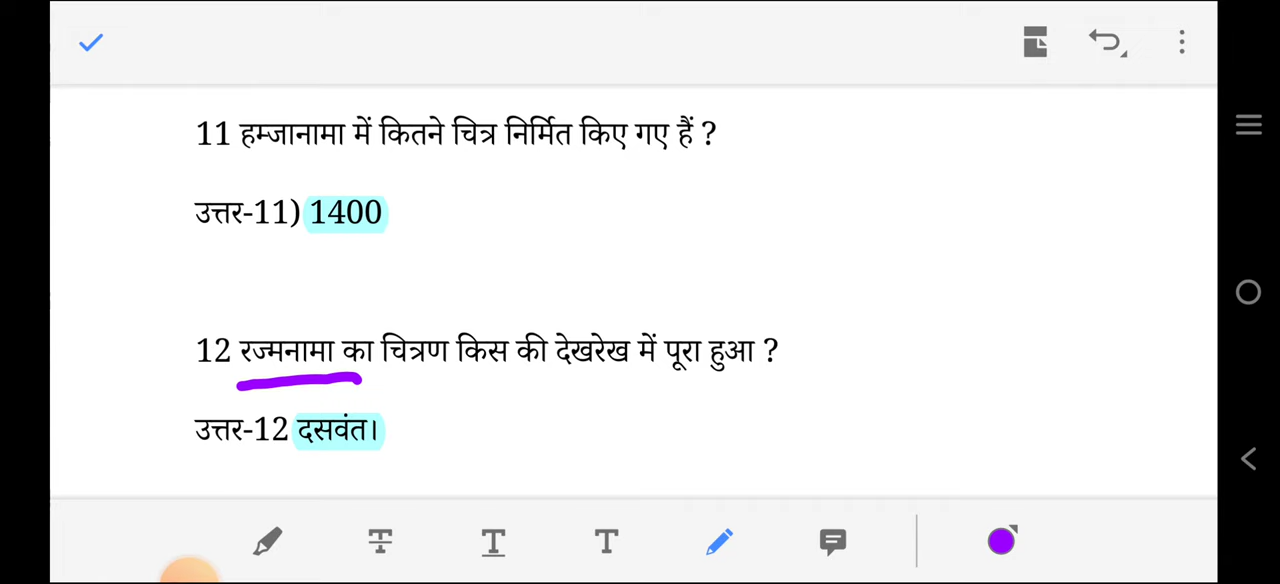 11 हम्जानामा में कितने चित्र निर्मित किए गए हैं ?
उत्तर-11) 1400
12 रज्मनामा का चित्रण किस की देखरेख में पूरा हुआ ?
उत्तर-12 दसवंत।